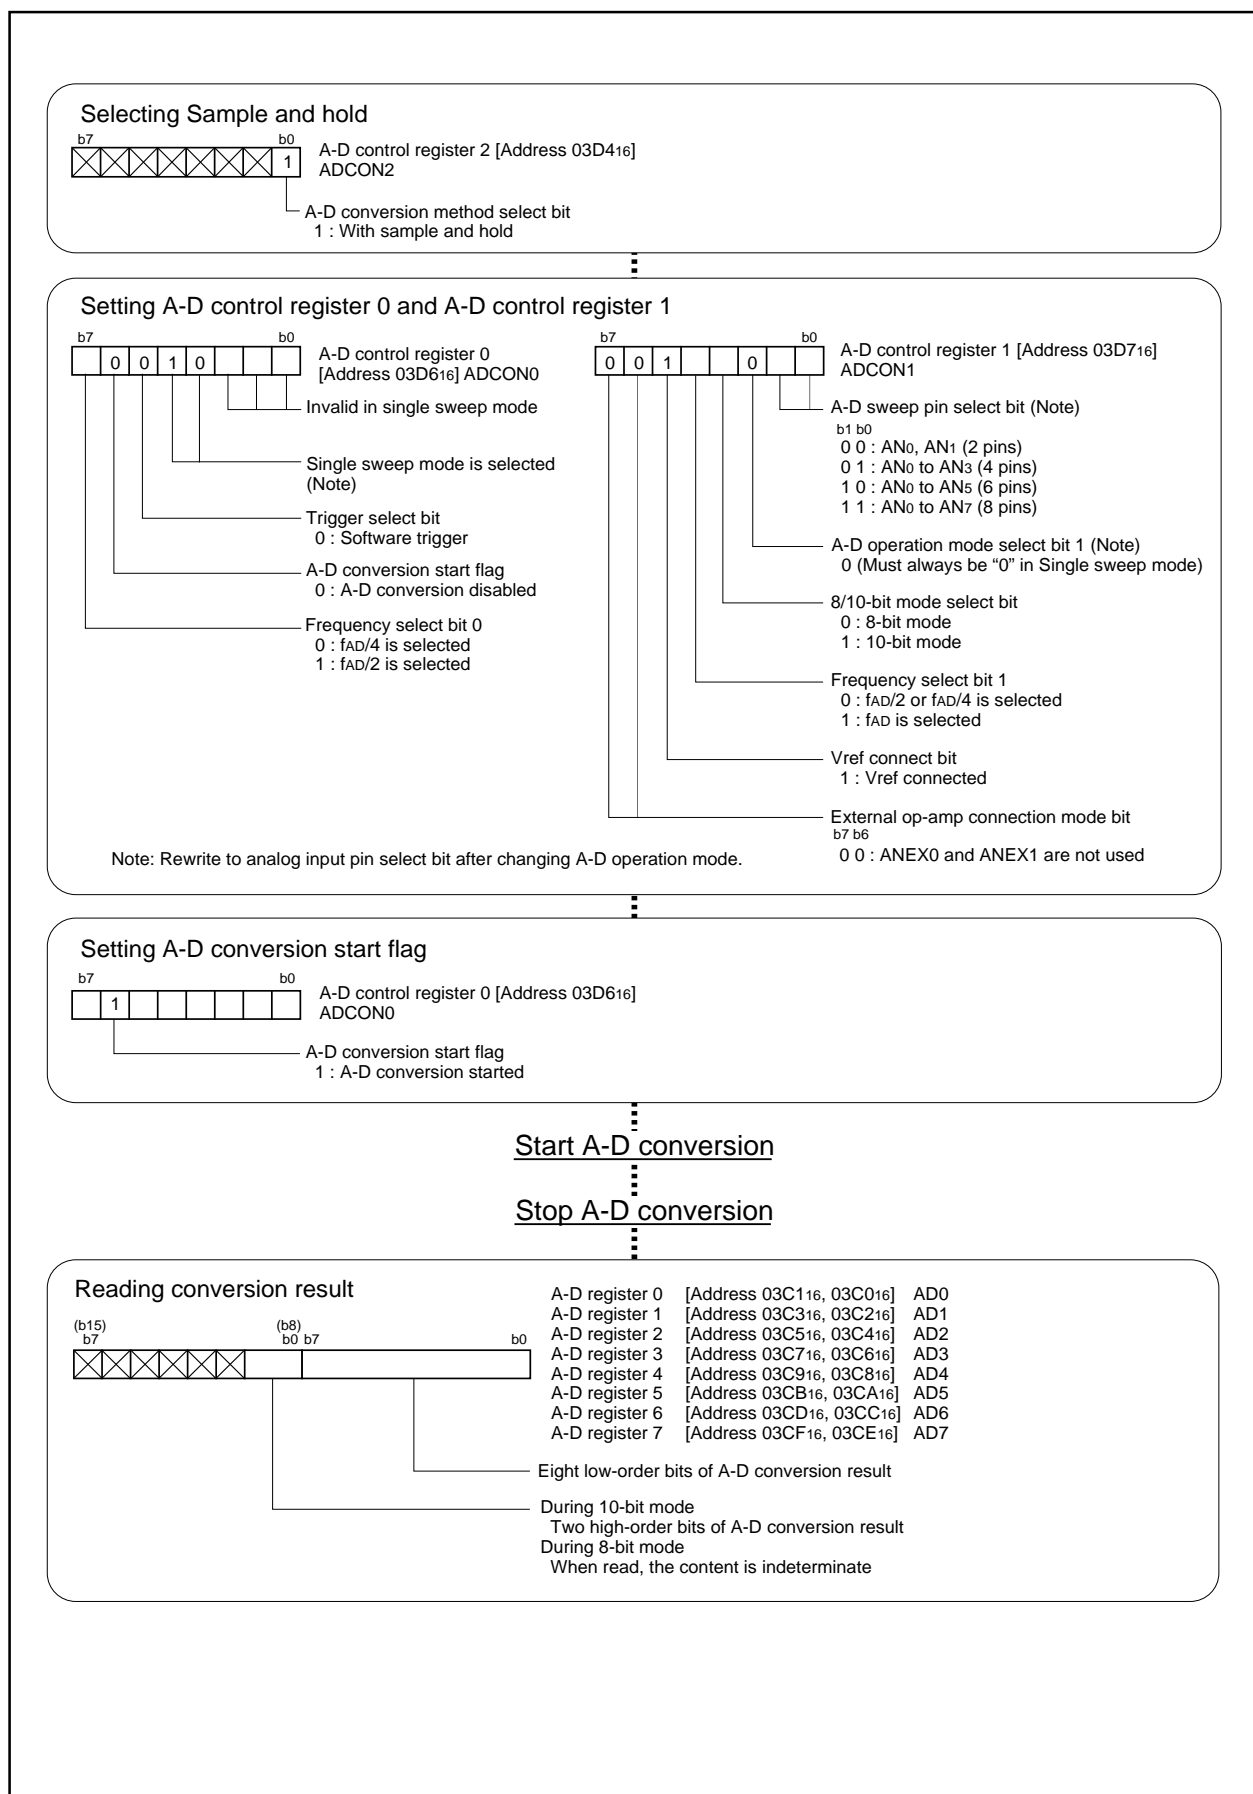 Selecting Sample and hold
b7 b0
1
A-D control register 2 [Address 03D416]
ADCON2
A-D conversion method select bit
1 : With sample and hold
Setting A-D control register 0 and A-D control register 1
b7 b0
0 0 1 0
A-D control register 0
[Address 03D616] ADCON0
Invalid in single sweep mode
Single sweep mode is selected
(Note)
Trigger select bit
0 : Software trigger
A-D conversion start flag
0 : A-D conversion disabled
Frequency select bit 0
0 : fAD/4 is selected
1 : fAD/2 is selected
b7 b0
0 0 1 0
A-D control register 1 [Address 03D716]
ADCON1
A-D sweep pin select bit (Note)
b1 b0
0 0 : AN0, AN1 (2 pins)
0 1 : AN0 to AN3 (4 pins)
1 0 : AN0 to AN5 (6 pins)
1 1 : AN0 to AN7 (8 pins)
A-D operation mode select bit 1 (Note)
0 (Must always be “0” in Single sweep mode)
8/10-bit mode select bit
0 : 8-bit mode
1 : 10-bit mode
Frequency select bit 1
0 : fAD/2 or fAD/4 is selected
1 : fAD is selected
Vref connect bit
1 : Vref connected
External op-amp connection mode bit
b7 b6
0 0 : ANEX0 and ANEX1 are not used
Note: Rewrite to analog input pin select bit after changing A-D operation mode.
Setting A-D conversion start flag
b7 b0
1
A-D control register 0 [Address 03D616]
ADCON0
A-D conversion start flag
1 : A-D conversion started
Start A-D conversion
Stop A-D conversion
Reading conversion result
(b15) (b8)
b7 b0 b7 b0
A-D register 0 [Address 03C116, 03C016] AD0
A-D register 1 [Address 03C316, 03C216] AD1
A-D register 2 [Address 03C516, 03C416] AD2
A-D register 3 [Address 03C716, 03C616] AD3
A-D register 4 [Address 03C916, 03C816] AD4
A-D register 5 [Address 03CB16, 03CA16] AD5
A-D register 6 [Address 03CD16, 03CC16] AD6
A-D register 7 [Address 03CF16, 03CE16] AD7
Eight low-order bits of A-D conversion result
During 10-bit mode
Two high-order bits of A-D conversion result
During 8-bit mode
When read, the content is indeterminate